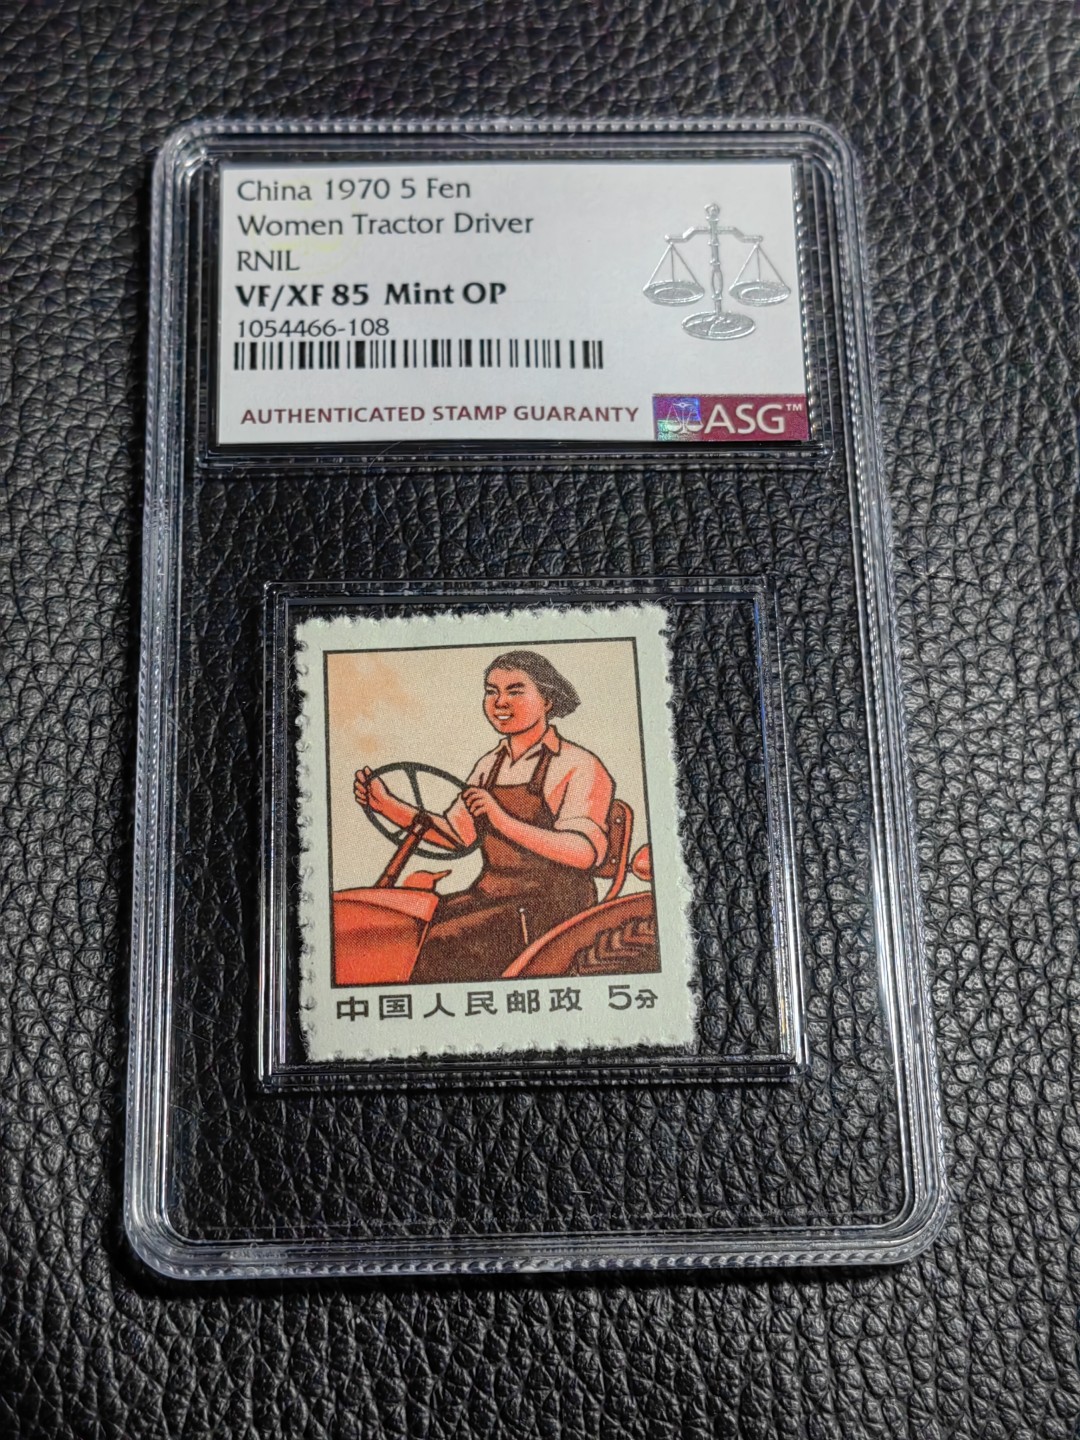 China 1970 5 Fen
Women Tractor Driver
RNIL
VF/XF 85 Mint OP
1054466-108
AUTHENTICATED STAMP GUARANTY ASG™
中国人民邮政 5分